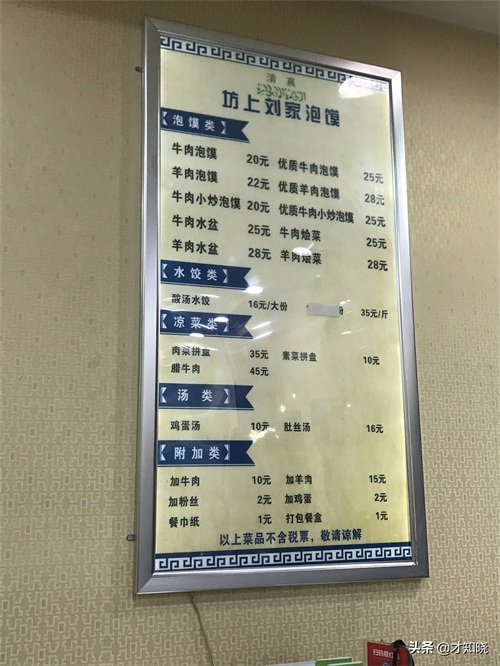 清真
坊上刘家泡馍
【泡馍类】
牛肉泡馍 20元 优质牛肉泡馍 25元
羊肉泡馍 22元 优质羊肉泡馍 28元
牛肉小炒泡馍 20元 优质牛肉小炒泡馍 25元
牛肉水盆 25元 牛肉烩菜 25元
羊肉水盆 28元 羊肉烩菜 28元
【水饺类】
酸汤水饺 16元/大份 35元/斤
【凉菜类】
肉菜拼盘 35元 素菜拼盘 10元
腊牛肉 45元
【汤类】
鸡蛋汤 10元 肚丝汤 16元
【附加类】
加牛肉 10元 加羊肉 15元
加粉丝 2元 加鸡蛋 2元
餐巾纸 1元 打包餐盒 1元
以上菜品不含税票，敬请谅解
头条 @才知晓